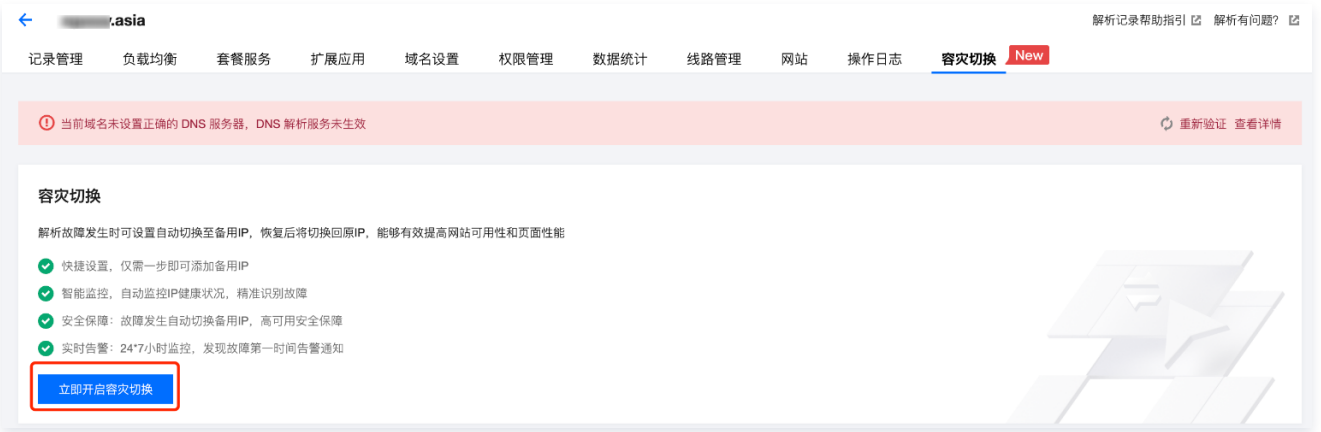 .asia
解析记录帮助指引 解析有问题?
记录管理 负载均衡 套餐服务 扩展应用 域名设置 权限管理 数据统计 线路管理 网站 操作日志 容灾切换 New
当前域名未设置正确的 DNS 服务器，DNS 解析服务未生效 重新验证 查看详情
容灾切换
解析故障发生时可设置自动切换至备用IP，恢复后将切换回原IP，能够有效提高网站可用性和页面性能
快捷设置，仅需一步即可添加备用IP
智能监控，自动监控IP健康状况，精准识别故障
安全保障：故障发生自动切换备用IP，高可用安全保障
实时告警：24*7小时监控，发现故障第一时间告警通知
立即开启容灾切换